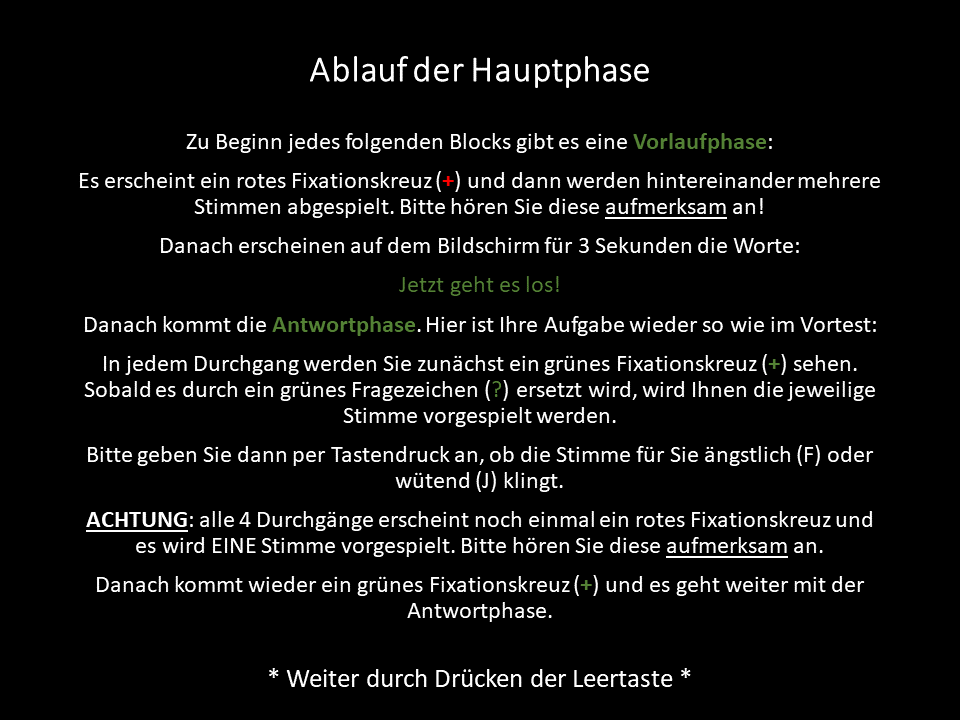 Ablauf der Hauptphase
Zu Beginn jedes folgenden Blocks gibt es eine Vorlaufphase:
Es erscheint ein rotes Fixationskreuz (+) und dann werden hintereinander mehrere
Stimmen abgespielt. Bitte hören Sie diese aufmerksam an!
Danach erscheinen auf dem Bildschirm für 3 Sekunden die Worte:
Jetzt geht es los!
Danach kommt die Antwortphase. Hier ist Ihre Aufgabe wieder so wie im Vortest:
In jedem Durchgang werden Sie zunächst ein grünes Fixationskreuz (+) sehen.
Sobald es durch ein grünes Fragezeichen (?) ersetzt wird, wird Ihnen die jeweilige
Stimme vorgespielt werden.
Bitte geben Sie dann per Tastendruck an, ob die Stimme für Sie ängstlich (F) oder
wütend (J) klingt.
ACHTUNG: alle 4 Durchgänge erscheint noch einmal ein rotes Fixationskreuz und
es wird EINE Stimme vorgespielt. Bitte hören Sie diese aufmerksam an.
Danach kommt wieder ein grünes Fixationskreuz (+) und es geht weiter mit der
Antwortphase.
* Weiter durch Drücken der Leertaste *